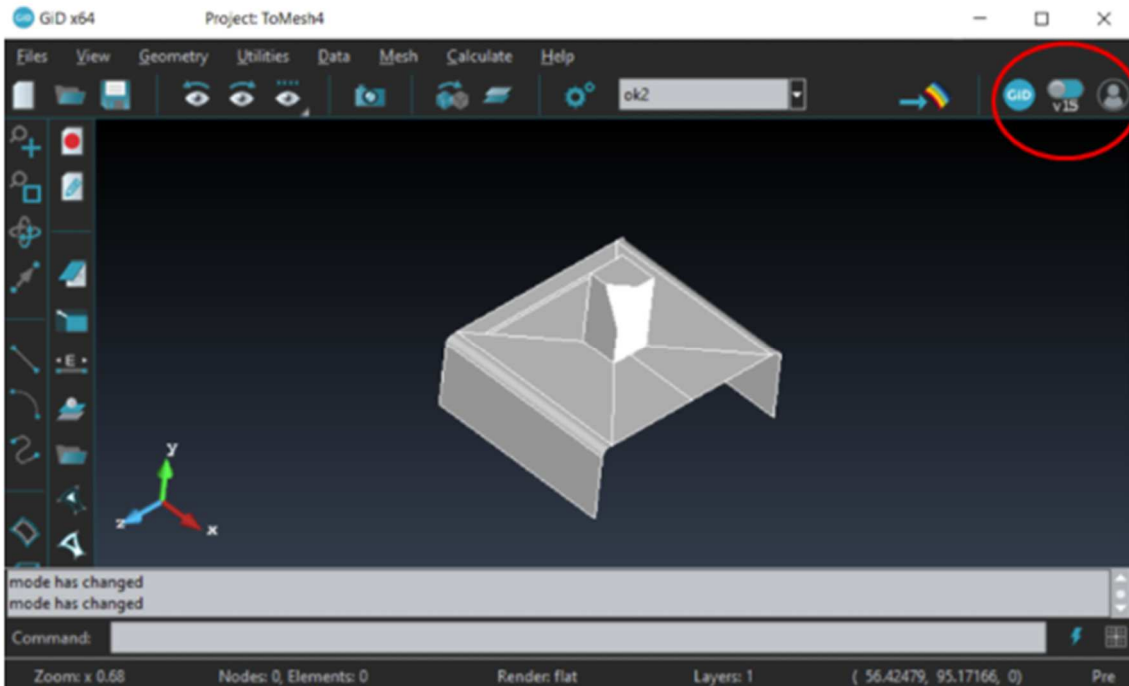 GiD GiD x64 Project: ToMesh4
Files View Geometry Utilities Data Mesh Calculate Help
ok2 GiD v15
E
y
z x
mode has changed
mode has changed
Command:
Zoom: x 0.68 Nodes: 0, Elements: 0 Render: flat Layers: 1 ( 56.42479, 95.17166, 0) Pre